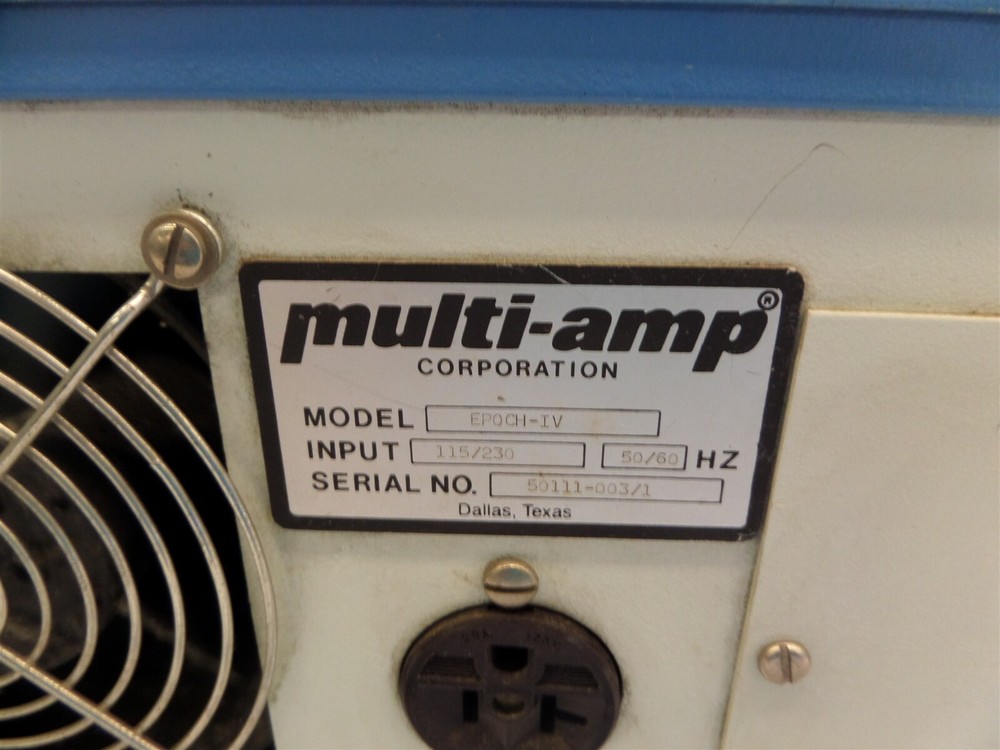 multi-amp®
CORPORATION
MODEL EPOCH-IV
INPUT 115/230 50/60 HZ
SERIAL NO. 50111-003/1
Dallas, Texas